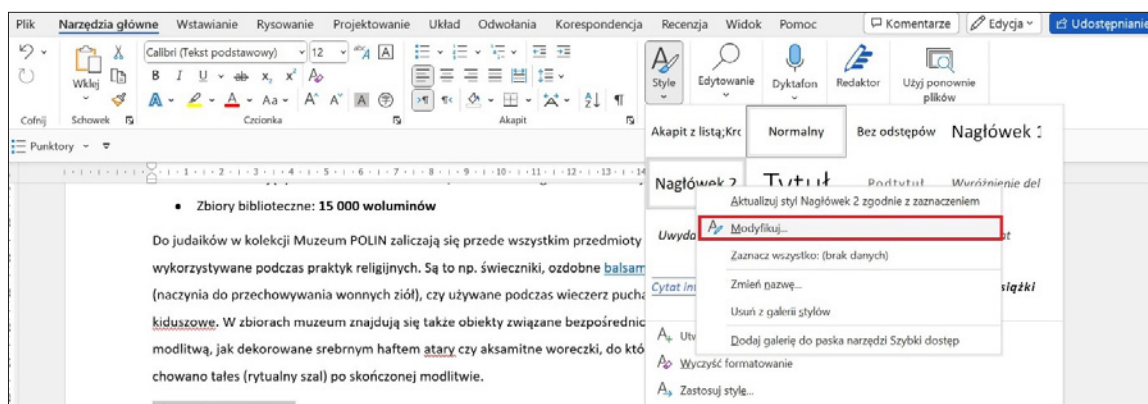 Plik Narzędzia główne Wstawianie Rysowanie Projektowanie Układ Odwołania Korespondencja Recenzja Widok Pomoc Komentarze Edycja Udostępnianie
Calibri (Tekst podstawowy) 12
Wklej
Style Edytowanie Dyktafon Redaktor Użyj ponownie plików
Cofnij Schowek Czcionka Akapit
Punktory
Akapit z listą;Krc Normalny Bez odstępów Nagłówek 1
Nagłówek 2 Tytuł Podtytuł Wyróżnienie del
Aktualizuj styl Nagłówek 2 zgodnie z zaznaczeniem
Modyfikuj...
Zaznacz wszystko: (brak danych)
Zmień nazwę...
Usuń z galerii stylów
Dodaj galerię do paska narzędzi Szybki dostęp
Wyczyść formatowanie
Zastosuj style...
Zbiory biblioteczne: 15 000 woluminów
Do judaików w kolekcji Muzeum POLIN zaliczają się przede wszystkim przedmioty
wykorzystywane podczas praktyk religijnych. Są to np. świeczniki, ozdobne balsam
(naczynia do przechowywania wonnych ziół), czy używane podczas wieczerz pucha
kiduszowe. W zbiorach muzeum znajdują się także obiekty związane bezpośrednio
modlitwą, jak dekorowane srebrnym haftem atary czy aksamitne woreczki, do któ
chowano tałes (rytualny szal) po skończonej modlitwie.